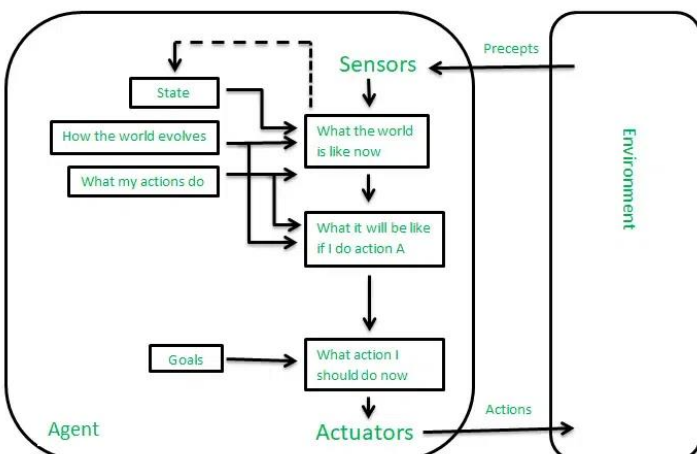 Precepts
Sensors
State
How the world evolves
What the world
is like now
What my actions do
Environment
What it will be like
if I do action A
Goals
What action I
should do now
Agent
Actuators
Actions